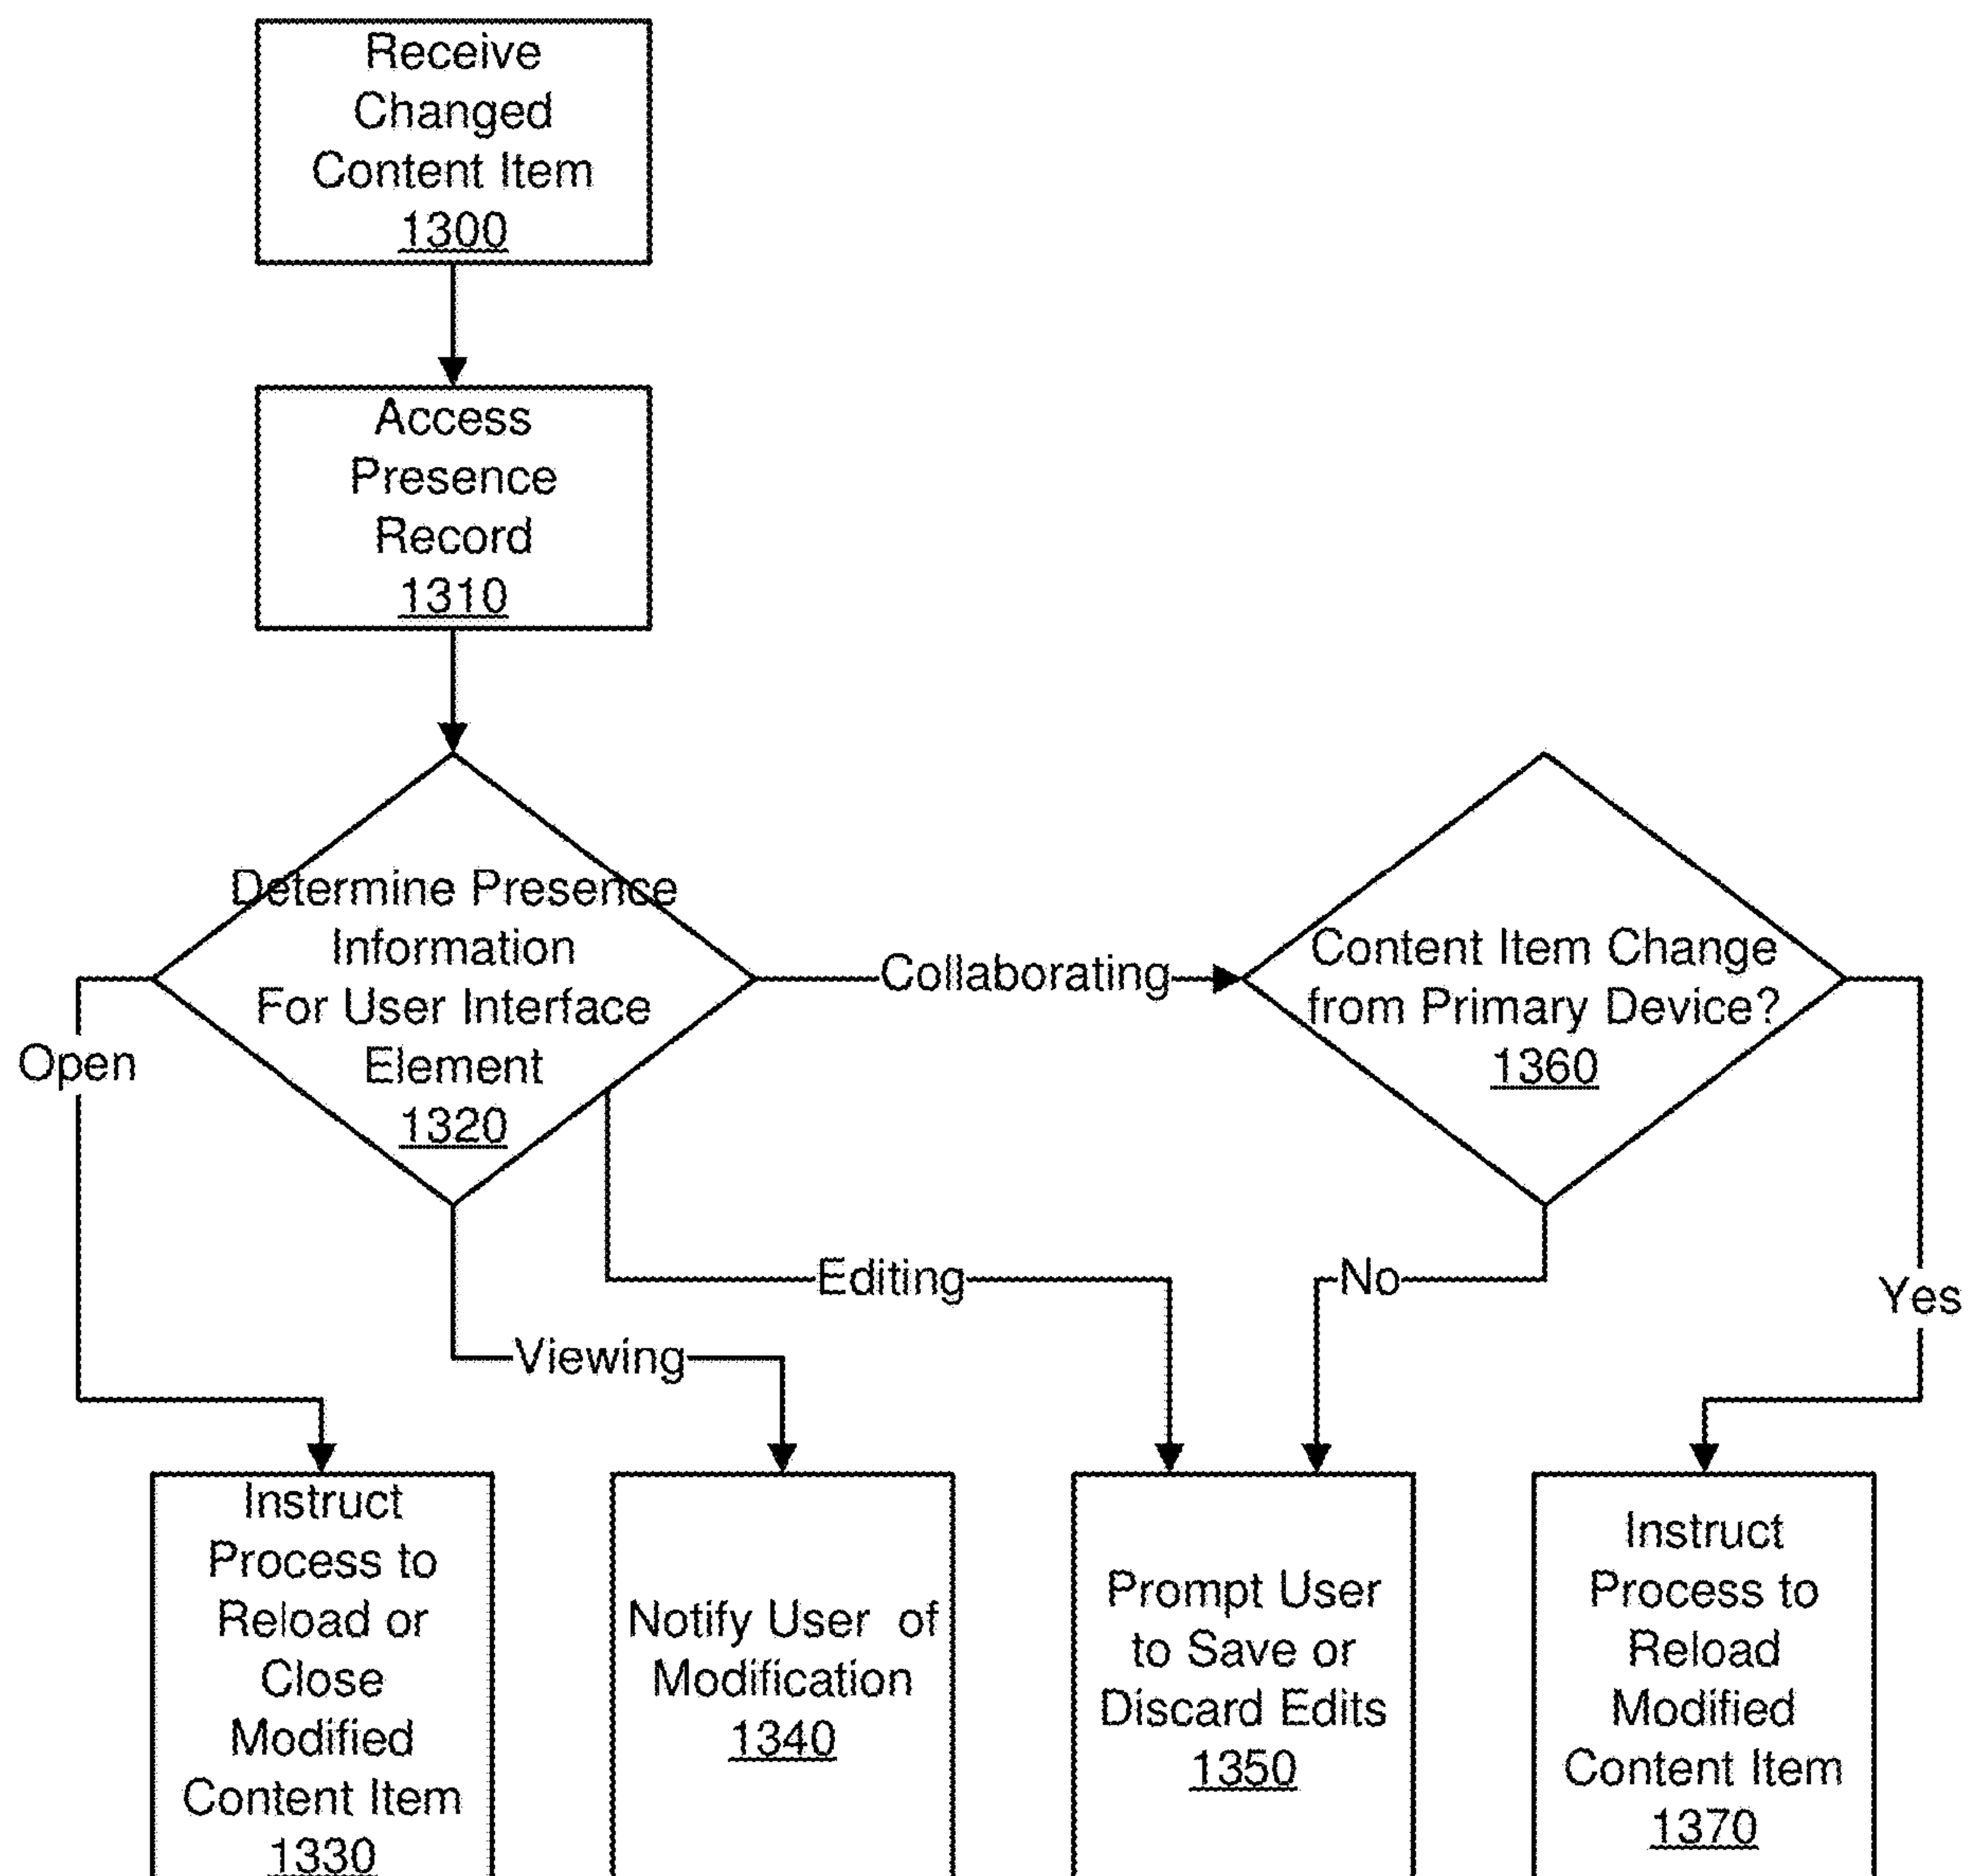 Receive
Changed
Content Item
1300
Access
Presence
Record
1310
Determine Presence
Information
For User Interface
Element
1320
Collaborating
Content Item Change
from Primary Device?
1360
Open
Editing
No
Yes
Viewing
Instruct
Process to
Reload or
Close
Modified
Content Item
1330
Notify User of
Modification
1340
Prompt User
to Save or
Discard Edits
1350
Instruct
Process to
Reload
Modified
Content Item
1370